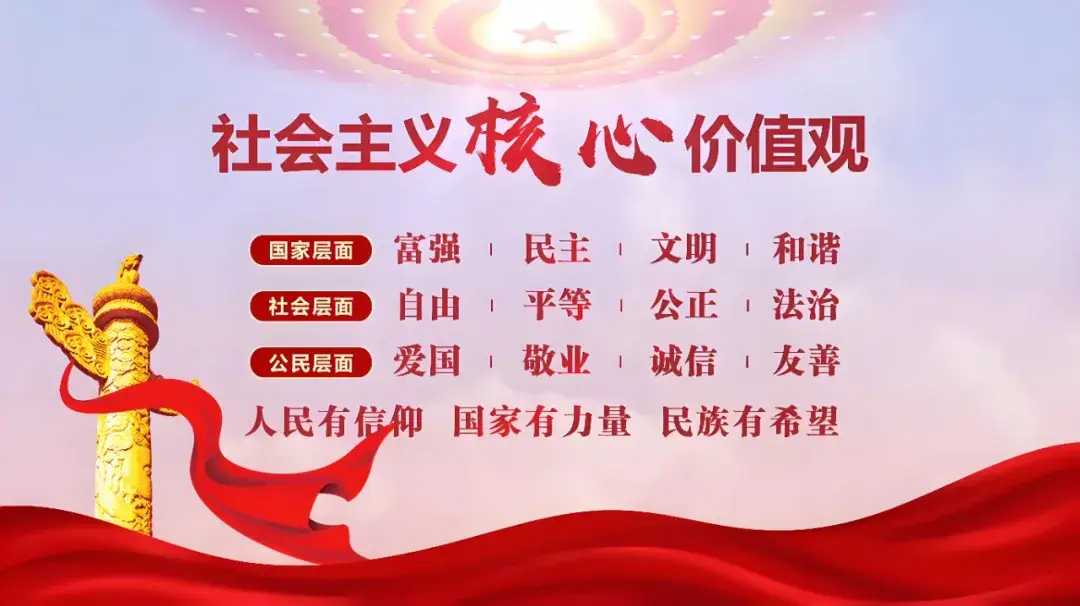 社会主义核心价值观
国家层面 富强 民主 文明 和谐
社会层面 自由 平等 公正 法治
公民层面 爱国 敬业 诚信 友善
人民有信仰 国家有力量 民族有希望